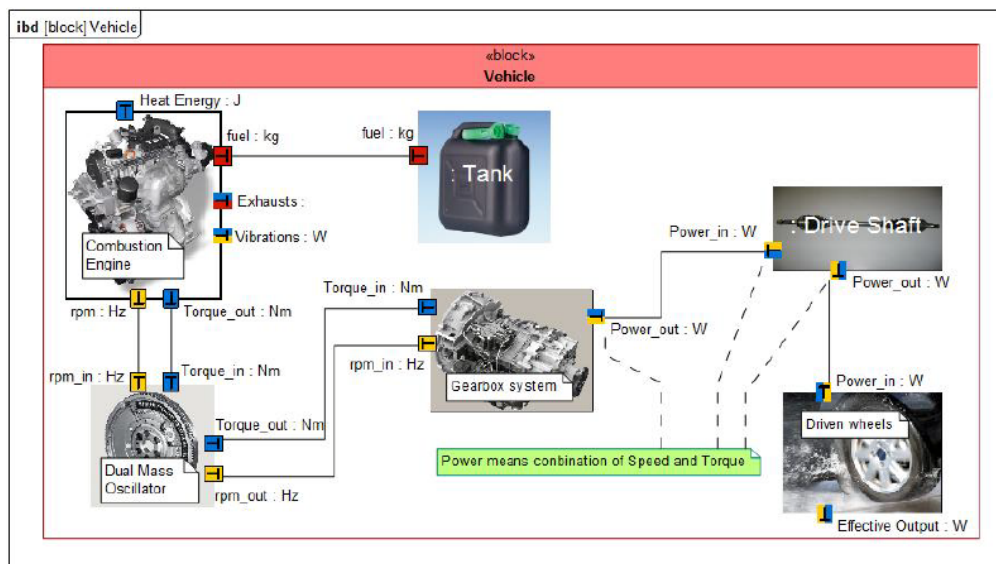 ibd [block] Vehicle
«block»
Vehicle
Heat Energy : J
fuel : kg
fuel : kg
: Tank
Exhausts :
Vibrations : W
Combustion
Engine
Power_in : W
: Drive Shaft
Power_out : W
rpm : Hz
Torque_out : Nm
Torque_in : Nm
Power_out : W
rpm_in : Hz
Gearbox system
rpm_in : Hz
Torque_in : Nm
Power_in : W
Driven wheels
Torque_out : Nm
Dual Mass
Oscillator
rpm_out : Hz
Power means conbination of Speed and Torque
Effective Output : W